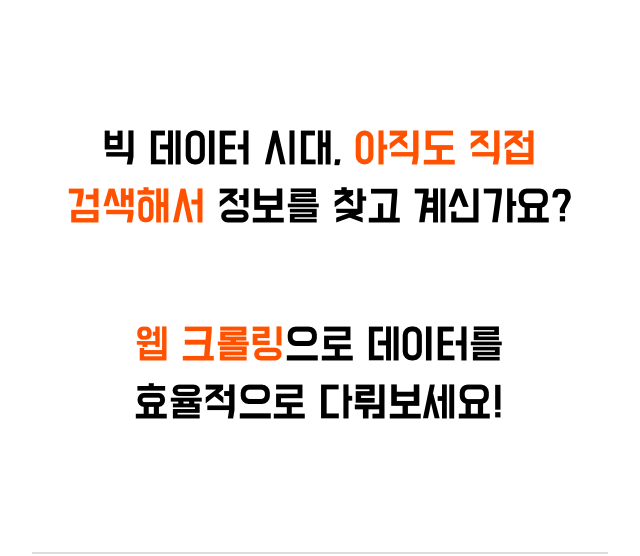 빅 데이터 시대, 아직도 직접
검색해서 정보를 찾고 계신가요?
웹 크롤링으로 데이터를
효율적으로 다뤄보세요!